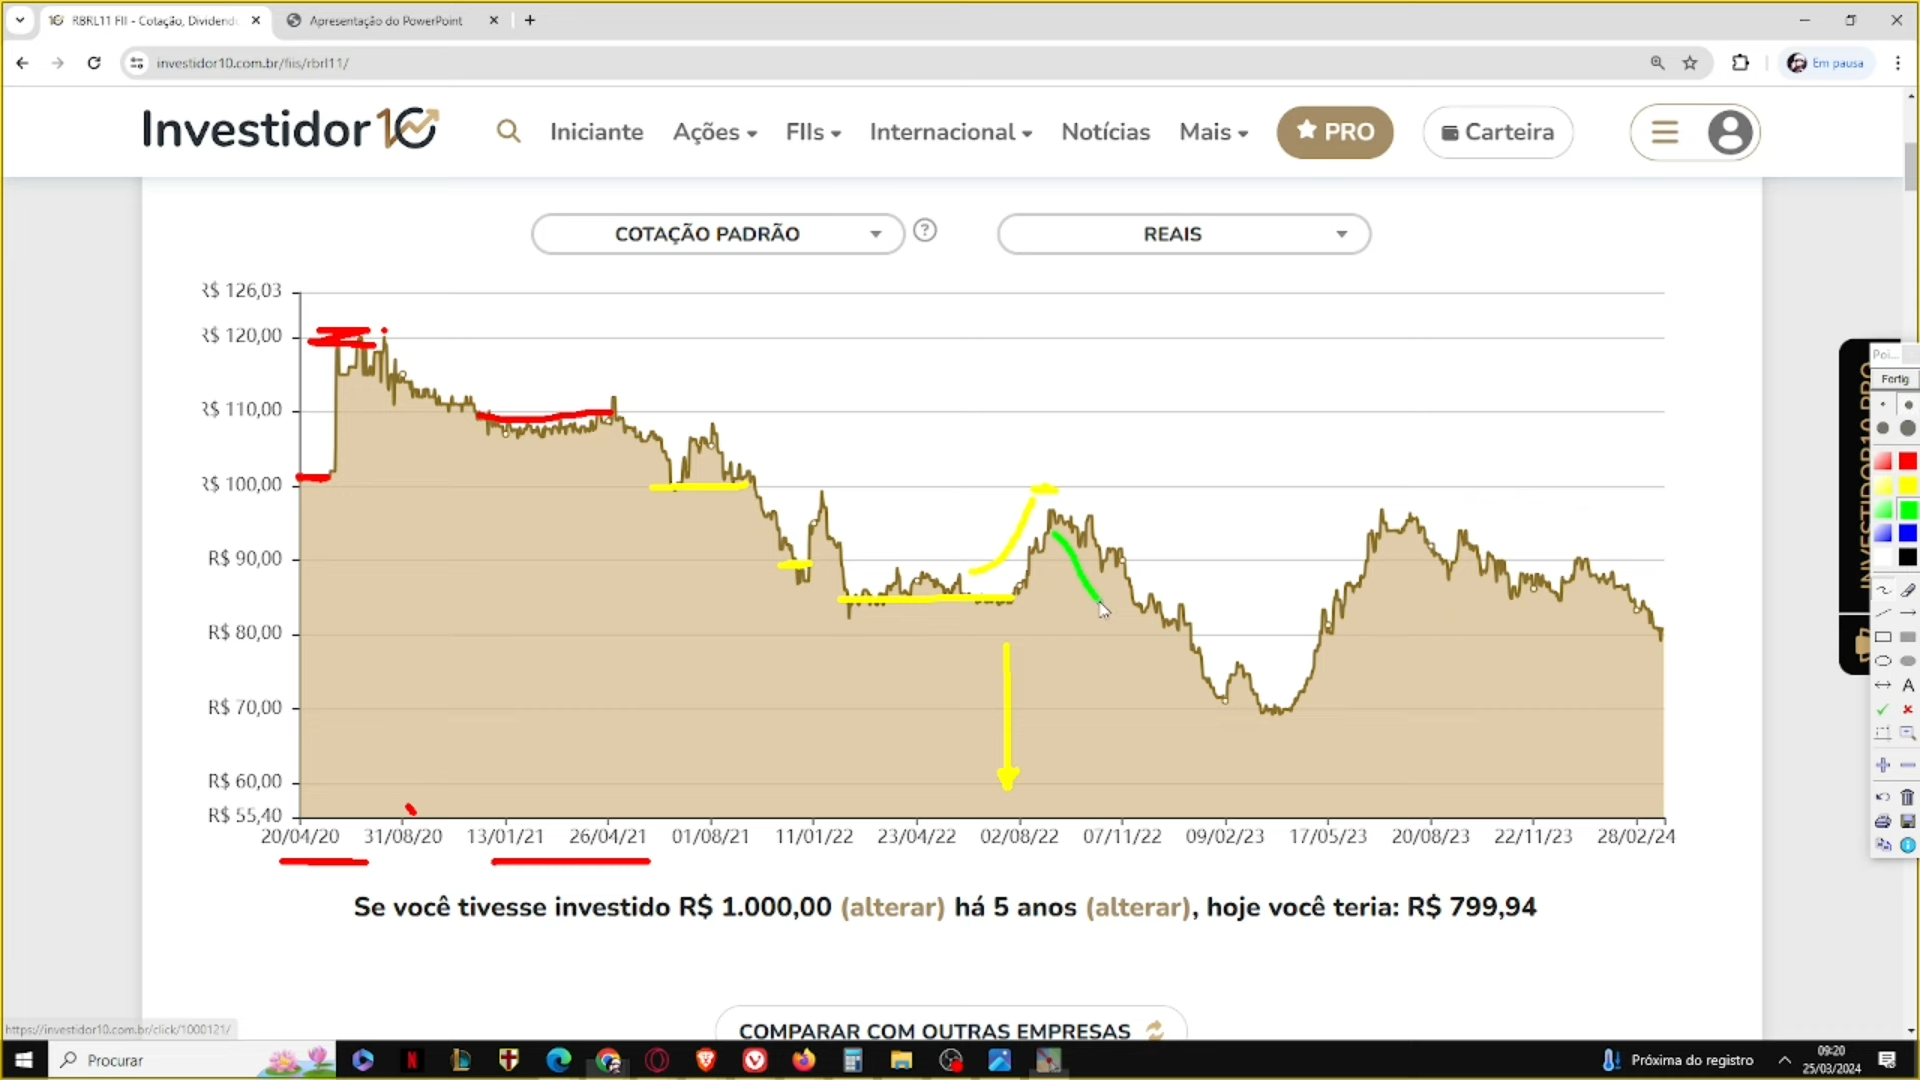 RBRL11 FII - Cotação, Dividend
Apresentação do PowerPoint
investidor10.com.br/fiis/rbrl11/
Em pausa
Investidor 10
Iniciante
Ações
FIIs
Internacional
Notícias
Mais
PRO
Carteira
COTAÇÃO PADRÃO
?
REAIS
R$ 126,03
R$ 120,00
R$ 110,00
R$ 100,00
R$ 90,00
R$ 80,00
R$ 70,00
R$ 60,00
R$ 55,40
20/04/20 31/08/20 13/01/21 26/04/21 01/08/21 11/01/22 23/04/22 02/08/22 07/11/22 09/02/23 17/05/23 20/08/23 22/11/23 28/02/24
Poi...
Fertig
INVESTIDOR10 PRO
A
Se você tivesse investido R$ 1.000,00 (alterar) há 5 anos (alterar), hoje você teria: R$ 799,94
COMPARAR COM OUTRAS EMPRESAS
https://investidor10.com.br/click/1000121/
Procurar
Próxima do registro
09:20
25/03/2024